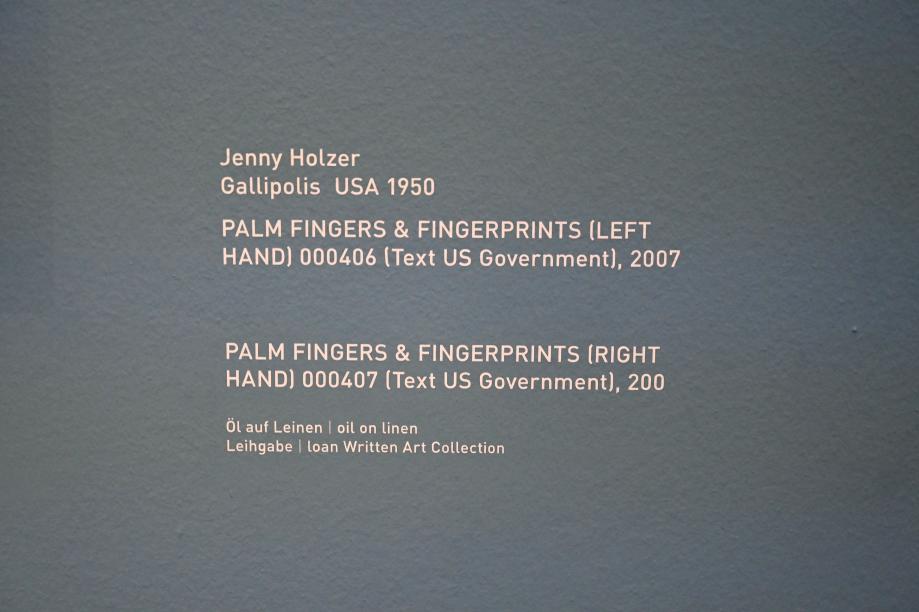 Jenny Holzer
Gallipolis USA 1950
PALM FINGERS & FINGERPRINTS (LEFT
HAND) 000406 (Text US Government), 2007
PALM FINGERS & FINGERPRINTS (RIGHT
HAND) 000407 (Text US Government), 200
Öl auf Leinen | oil on linen
Leihgabe | loan Written Art Collection